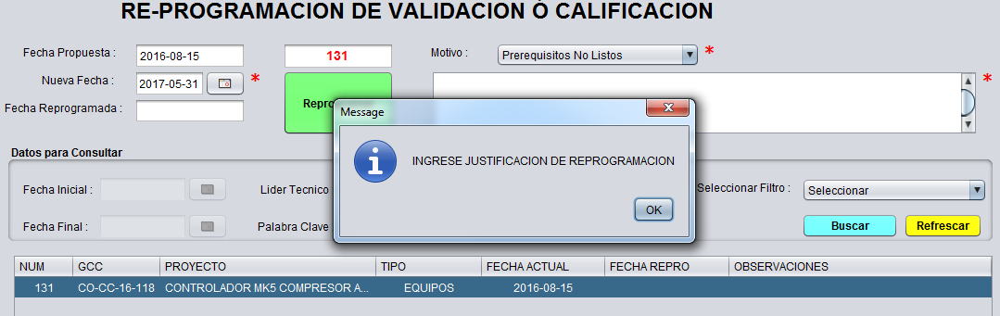 RE-PROGRAMACION DE VALIDACION Ò CALIFICACION
Fecha Propuesta : 2016-08-15 131 Motivo : Prerequisitos No Listos *
Nueva Fecha : 2017-05-31 * *
Fecha Reprogramada :
Message
INGRESE JUSTIFICACION DE REPROGRAMACION
OK
Datos para Consultar
Fecha Inicial : Lider Tecnico Seleccionar Filtro : Seleccionar
Fecha Final : Palabra Clave Buscar Refrescar
NUM GCC PROYECTO TIPO FECHA ACTUAL FECHA REPRO OBSERVACIONES
131 CO-CC-16-118 CONTROLADOR MK5 COMPRESOR A... EQUIPOS 2016-08-15